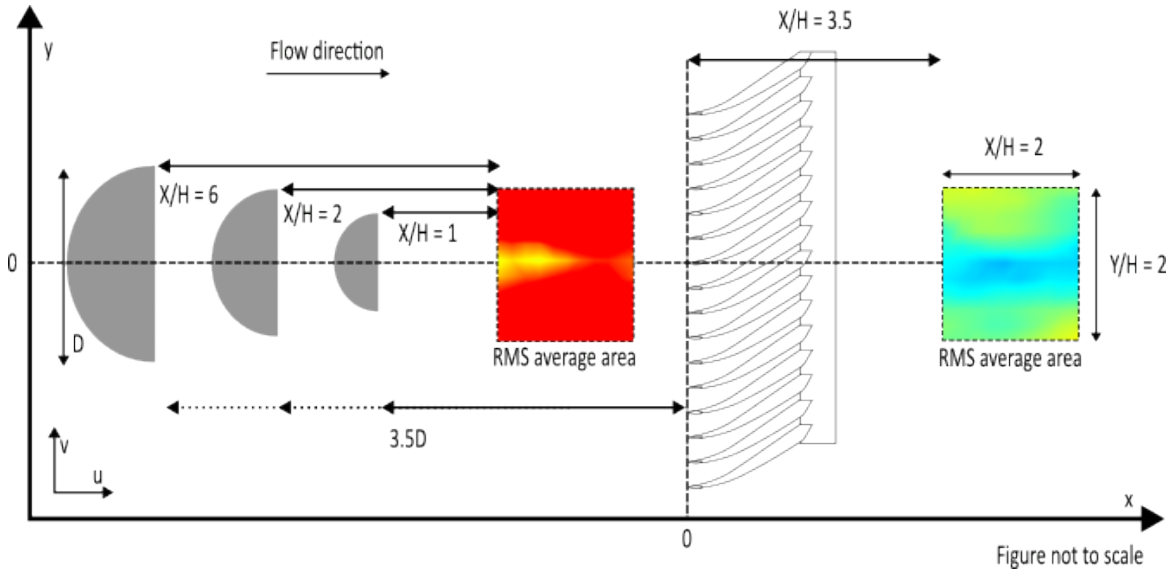 X/H = 3.5
y
Flow direction
X/H = 2
X/H = 6
X/H = 2
X/H = 1
0
Y/H = 2
D
RMS average area
RMS average area
3.5D
v
u
x
0
Figure not to scale